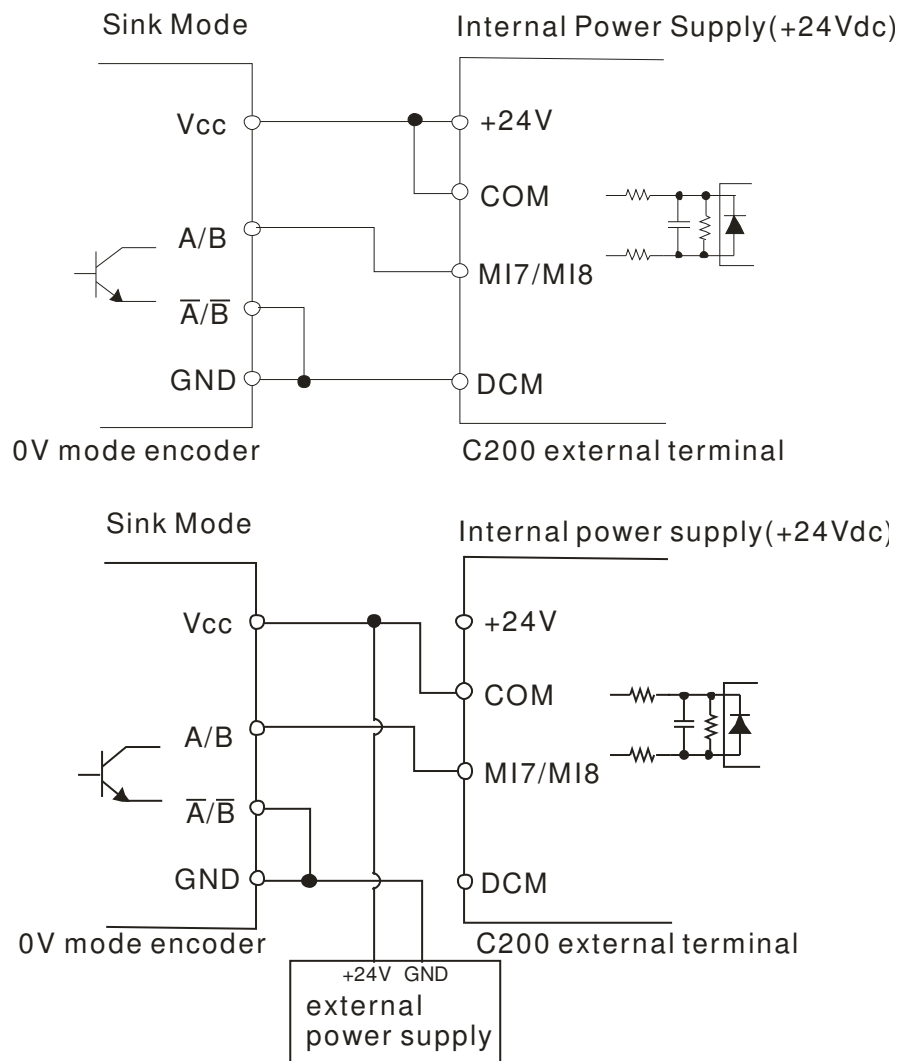 Sink Mode
Internal Power Supply(+24Vdc)
Vcc
+24V
COM
A/B
MI7/MI8
A̅/B̅
GND
DCM
0V mode encoder
C200 external terminal
Sink Mode
Internal power supply(+24Vdc)
Vcc
+24V
COM
A/B
MI7/MI8
A̅/B̅
GND
DCM
0V mode encoder
C200 external terminal
+24V GND
external
power supply